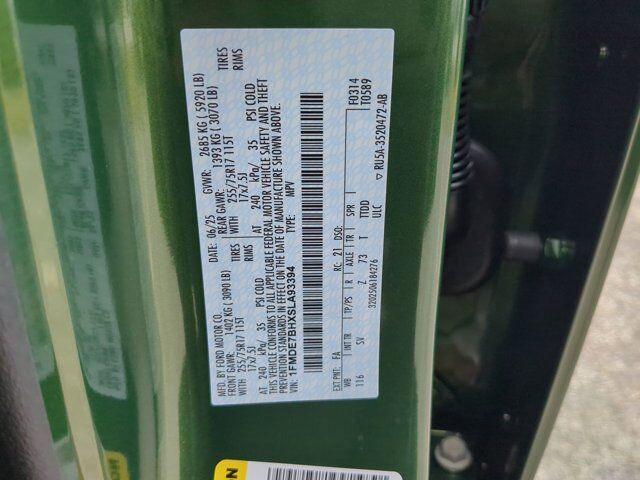 MFD. BY FORD MOTOR CO.
DATE: 06/25 GVWR: 2685 KG ( 5920 LB)
FRONT GAWR: 1402 KG ( 3090 LB) REAR GAWR: 1393 KG ( 3070 LB)
WITH 255/75R17 115T TIRES WITH 255/75R17 115T TIRES
17x7.5J RIMS 17x7.5J RIMS
AT 240 kPa/ 35 PSI COLD AT 240 kPa/ 35 PSI COLD
THIS VEHICLE CONFORMS TO ALL APPLICABLE FEDERAL MOTOR VEHICLE SAFETY AND THEFT
PREVENTION STANDARDS IN EFFECT ON THE DATE OF MANUFACTURE SHOWN ABOVE.
VIN: 1FMDE7BHXSLA93394 TYPE: MPV
F0314
T0589
EXT PNT: FA RC: 21 DSO:
WB TP/PS R AXLE TR SPR
116 SV Z 73 T TTDD
ULC
3202506184276
▽ RU5A-3520472-AB
N